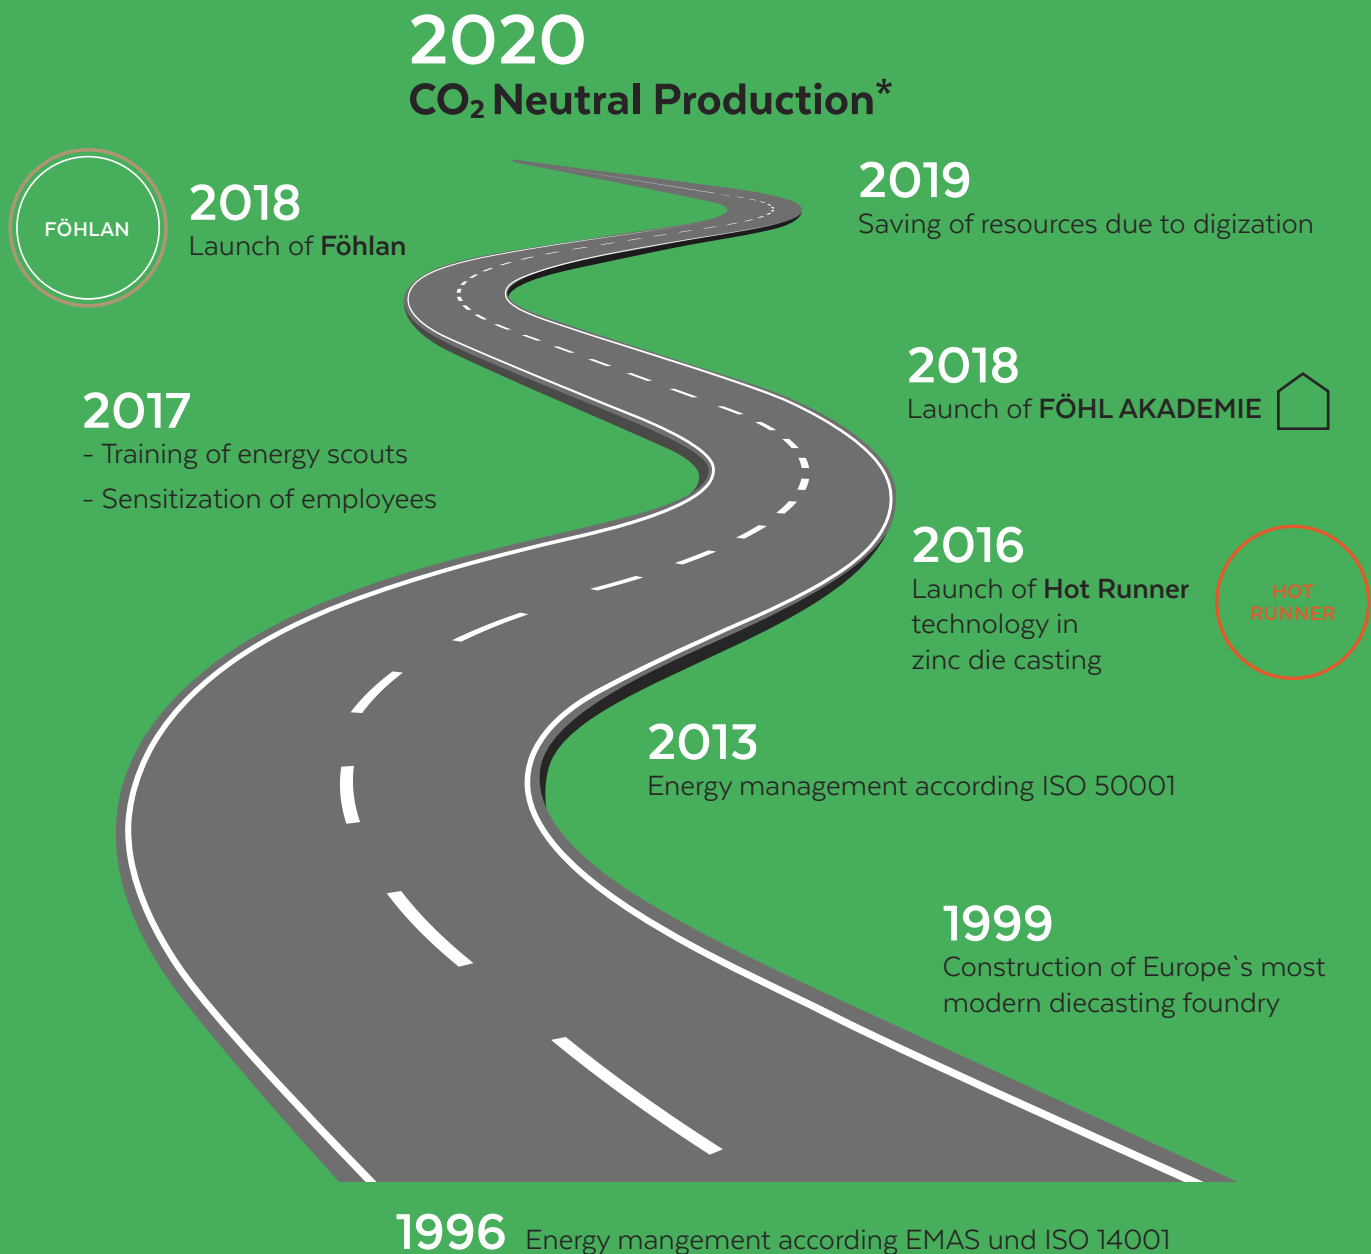 2020
CO₂ Neutral Production*
2019
Saving of resources due to digization
FÖHLAN
2018
Launch of Föhlan
2018
Launch of FÖHL AKADEMIE
2017
- Training of energy scouts
- Sensitization of employees
2016
Launch of Hot Runner
technology in
zinc die casting
HOT
RUNNER
2013
Energy management according ISO 50001
1999
Construction of Europe`s most
modern diecasting foundry
1996 Energy mangement according EMAS und ISO 14001